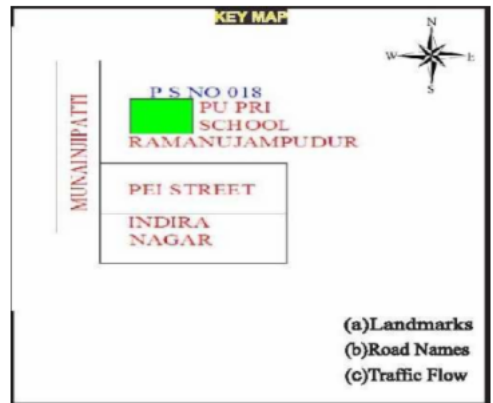 KEY MAP
N
W
E
S
P S NO 018
PU PRI
SCHOOL
RAMANUJAMPUDUR
MUNAINJIPATTI
PEI STREET
INDIRA
NAGAR
(a)Landmarks
(b)Road Names
(c)Traffic Flow